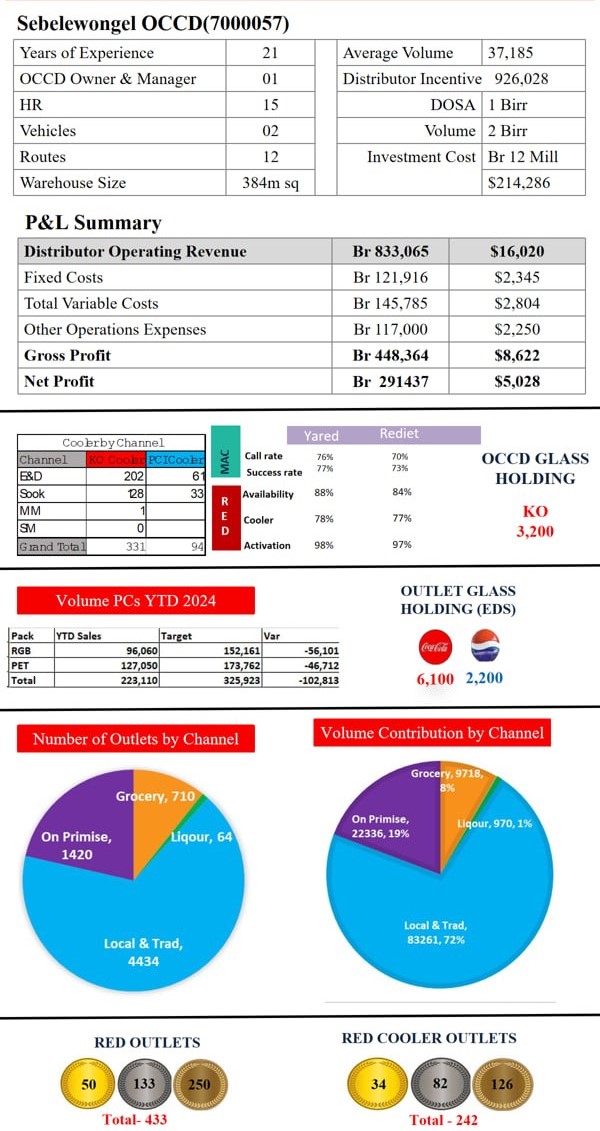 Sebelewongel OCCD(7000057)
Years of Experience 21 Average Volume 37,185
OCCD Owner & Manager 01 Distributor Incentive 926,028
HR 15 DOSA 1 Birr
Vehicles 02 Volume 2 Birr
Routes 12 Investment Cost Br 12 Mill
Warehouse Size 384m sq $214,286
P&L Summary
Distributor Operating Revenue Br 833,065 $16,020
Fixed Costs Br 121,916 $2,345
Total Variable Costs Br 145,785 $2,804
Other Operations Expenses Br 117,000 $2,250
Gross Profit Br 448,364 $8,622
Net Profit Br 291437 $5,028
Cooler by Channel
Channel KO Cooler PCI Cooler
E&D 202 61
Sook 128 33
MM 1
SM 0
Grand Total 331 94
MAC
RED
Yared Rediet
Call rate 76% 70%
Success rate 77% 73%
Availability 88% 84%
Cooler 78% 77%
Activation 98% 97%
OCCD GLASS
HOLDING
KO
3,200
Volume PCs YTD 2024
Pack YTD Sales Target Var
RGB 96,060 152,161 -56,101
PET 127,050 173,762 -46,712
Total 223,110 325,923 -102,813
OUTLET GLASS
HOLDING (EDS)
Coca-Cola
6,100 2,200
Number of Outlets by Channel
Grocery, 710
Liqour, 64
On Primise,
1420
Local & Trad,
4434
Volume Contribution by Channel
Grocery, 9718,
8%
Liqour, 970, 1%
On Primise,
22336, 19%
Local & Trad,
83261, 72%
RED OUTLETS
50 133 250
Total- 433
RED COOLER OUTLETS
34 82 126
Total - 242